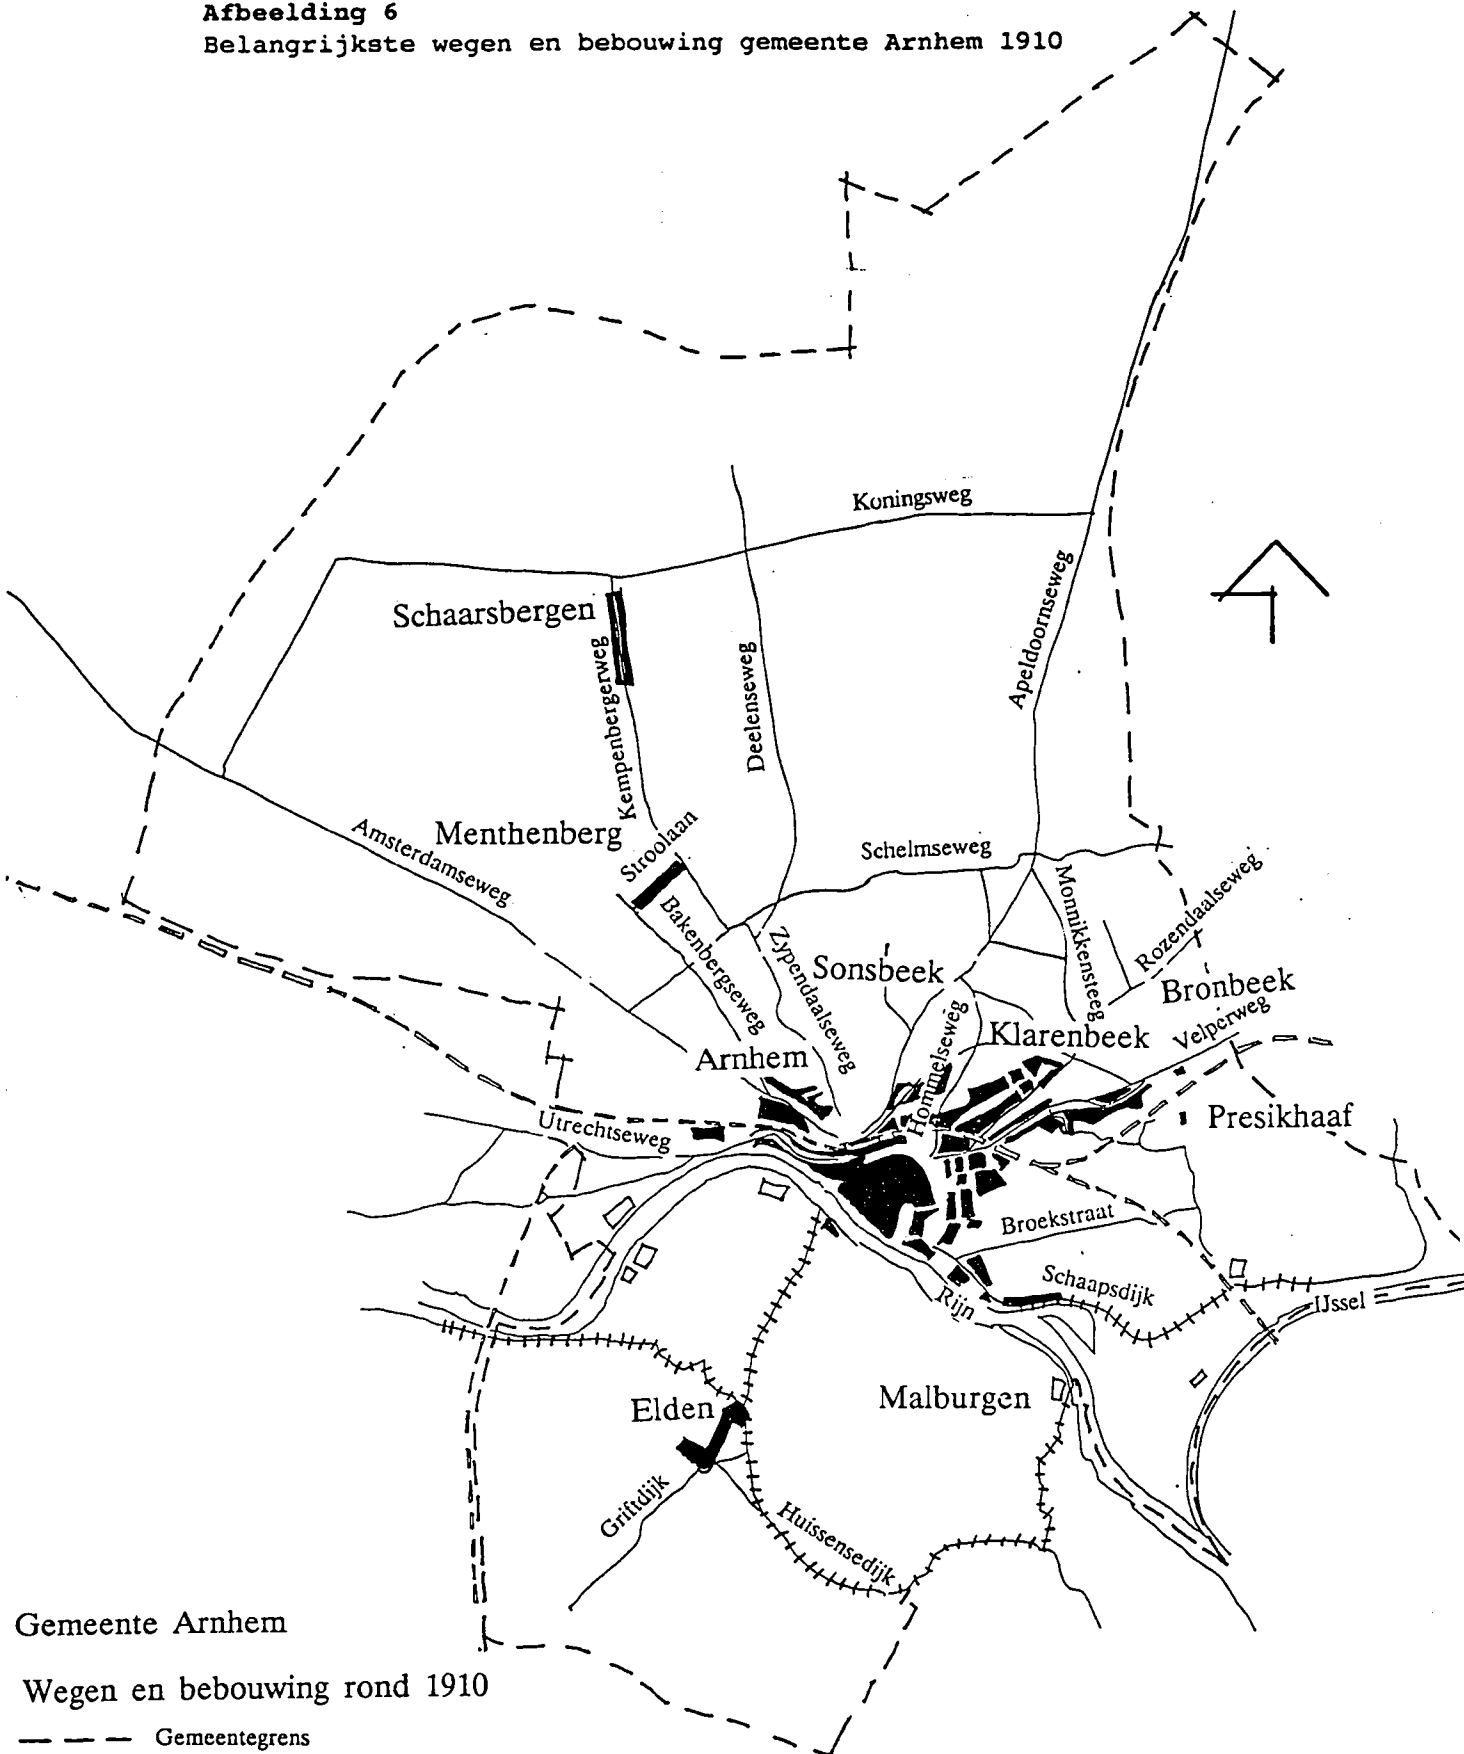 Afbeelding 6
Belangrijkste wegen en bebouwing gemeente Arnhem 1910
Koningsweg
Schaarsbergen
Kempenbergerweg
Deelenseweg
Apeldoornseweg
Menthenberg
Stroolaan
Amsterdamseweg
Schelmseweg
Monnikkensteeg
Rozendaalseweg
Bakenbergseweg
Zypendaalseweg
Sonsbeek
Bronbeek
Hommelseweg
Klarenbeek
Velperweg
Arnhem
Presikhaaf
Utrechtseweg
Broekstraat
Schaapsdijk
Rijn
IJssel
Elden
Malburgen
Griftdijk
Huissensedijk
Gemeente Arnhem
Wegen en bebouwing rond 1910
Gemeentegrens